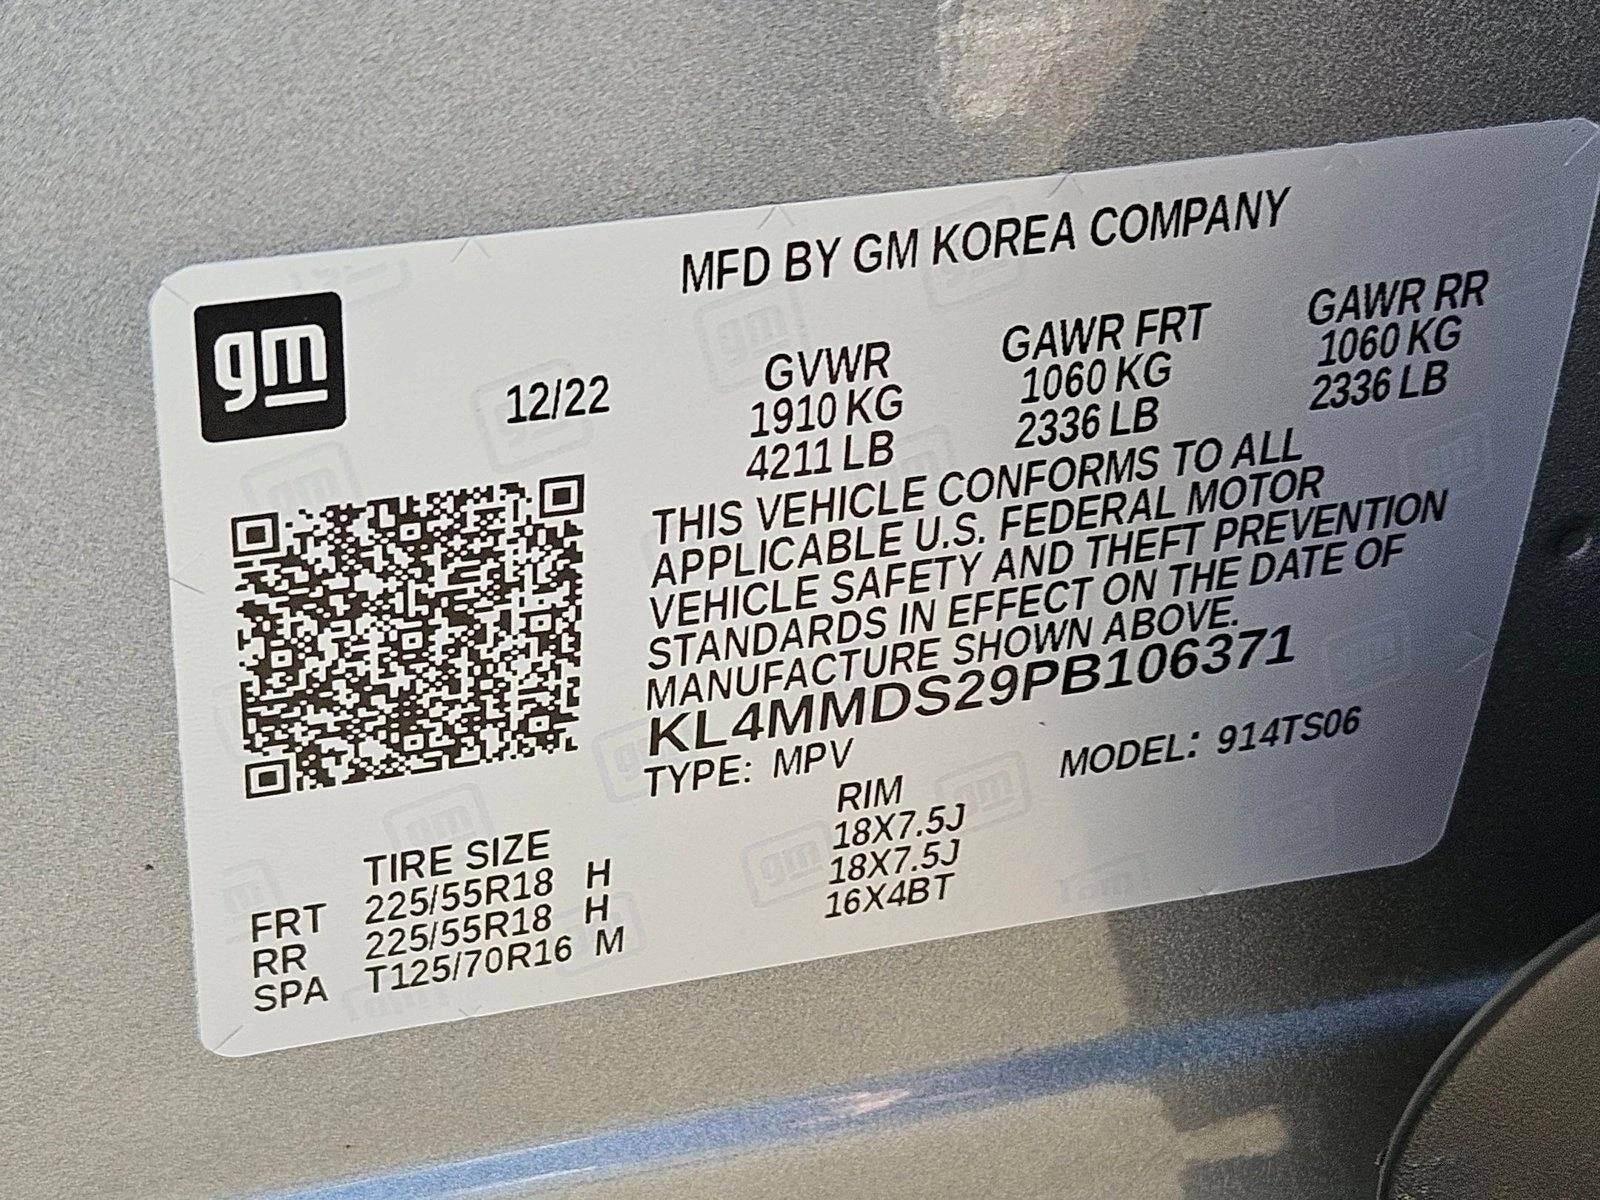 MFD BY GM KOREA COMPANY
gm
12/22
GVWR
1910 KG
4211 LB
GAWR FRT
1060 KG
2336 LB
GAWR RR
1060 KG
2336 LB
THIS VEHICLE CONFORMS TO ALL
APPLICABLE U.S. FEDERAL MOTOR
VEHICLE SAFETY AND THEFT PREVENTION
STANDARDS IN EFFECT ON THE DATE OF
MANUFACTURE SHOWN ABOVE.
KL4MMDS29PB106371
TYPE: MPV MODEL: 914TS06
TIRE SIZE RIM
FRT 225/55R18 H 18X7.5J
RR 225/55R18 H 18X7.5J
SPA T125/70R16 M 16X4BT